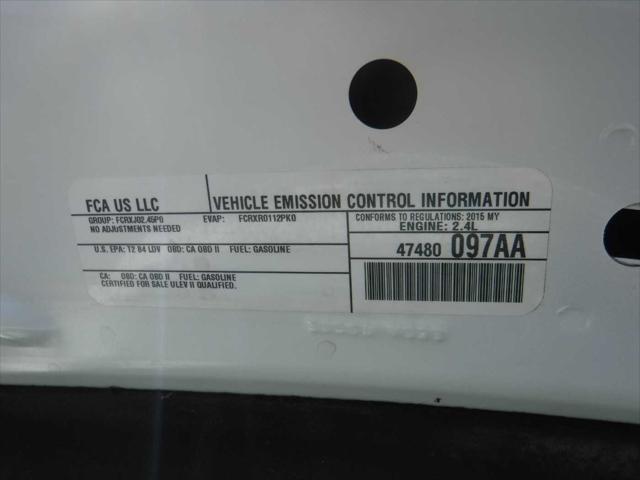 FCA US LLC
VEHICLE EMISSION CONTROL INFORMATION
GROUP: FCRXJ02.45P0 EVAP: FCRXR0112PK0
NO ADJUSTMENTS NEEDED
CONFORMS TO REGULATIONS: 2015 MY
ENGINE: 2.4L
U.S. EPA: T2 B4 LDV OBD: CA OBD II FUEL: GASOLINE
47480 097AA
CA: OBD: CA OBD II FUEL: GASOLINE
CERTIFIED FOR SALE ULEV II QUALIFIED.